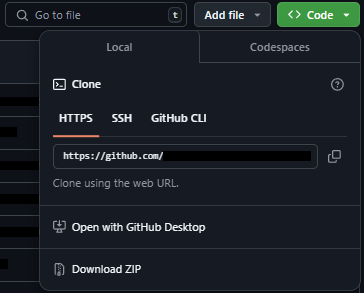 Go to file
t
Add file
<> Code
Local
Codespaces
Clone
HTTPS
SSH
GitHub CLI
https://github.com/
Clone using the web URL.
Open with GitHub Desktop
Download ZIP